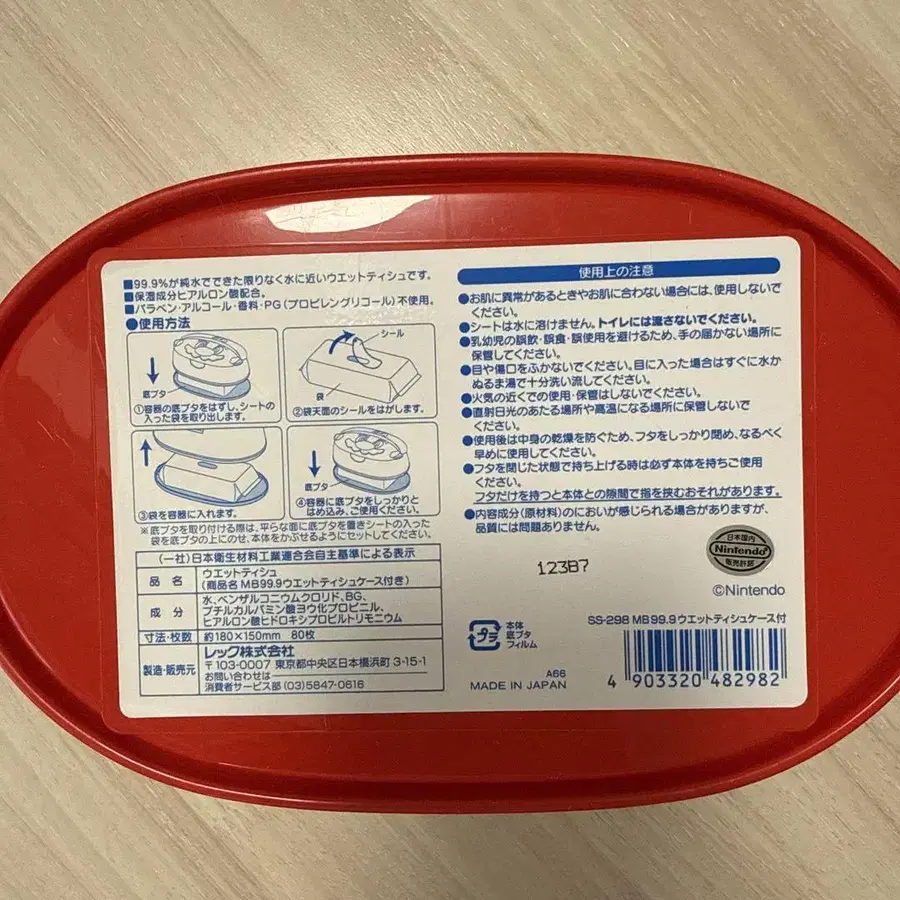 ■99.9%が純水でできた限りなく水に近いウエットティシュです。
■保湿成分ヒアルロン酸配合。
■パラベン・アルコール・香料・PG(プロピレングリコール)不使用。
●使用方法
底ブタ
①容器の底ブタをはずし、シートの
入った袋を取り出します。
シール
袋
②袋天面のシールをはがします。
③袋を容器に入れます。
底ブタ
④容器に底ブタをしっかりと
はめ込み、ご使用ください。
※底ブタを取り付ける際は、平らな面に底ブタを置きシートの入った
袋を底ブタの上にのせ、本体をかぶせるようにセットしてください。
(一社)日本衛生材料工業連合会自主基準による表示
品 名 ウエットティシュ
(商品名MB99.9ウエットティシュケース付き)
成 分 水、ベンザルコニウムクロリド、BG、
ブチルカルバミン酸ヨウ化プロピニル、
ヒアルロン酸ヒドロキシプロピルトリモニウム
寸法・枚数 約180×150mm 80枚
製造・販売元 レック株式会社
〒103-0007 東京都中央区日本橋浜町3-15-1
お問い合わせは
消費者サービス部 (03)5847-0616
使用上の注意
●お肌に異常があるときやお肌に合わない場合には、使用しないで
ください。
●シートは水に溶けません。トイレには流さないでください。
●乳幼児の誤飲・誤食・誤使用を避けるため、手の届かない場所に
保管してください。
●目や傷口をふかないでください。目に入った場合はすぐに水か
ぬるま湯で十分洗い流してください。
●火気の近くでの使用・保管はしないでください。
●直射日光のあたる場所や高温になる場所に保管しないで
ください。
●使用後は中身の乾燥を防ぐため、フタをしっかり閉め、なるべく
早めに使用してください。
●フタを閉じた状態で持ち上げる時は必ず本体を持ちご使用
ください。
フタだけを持つと本体との隙間で指を挟むおそれがあります。
●内容成分(原材料)のにおいが感じられる場合がありますが、
品質には問題ありません。
12387
日本国内
Nintendo
販売許諾
©Nintendo
プラ
本体
底ブタ
フィルム
A66
MADE IN JAPAN
SS-298 MB99.9ウエットティシュケース付
4 903320 482982